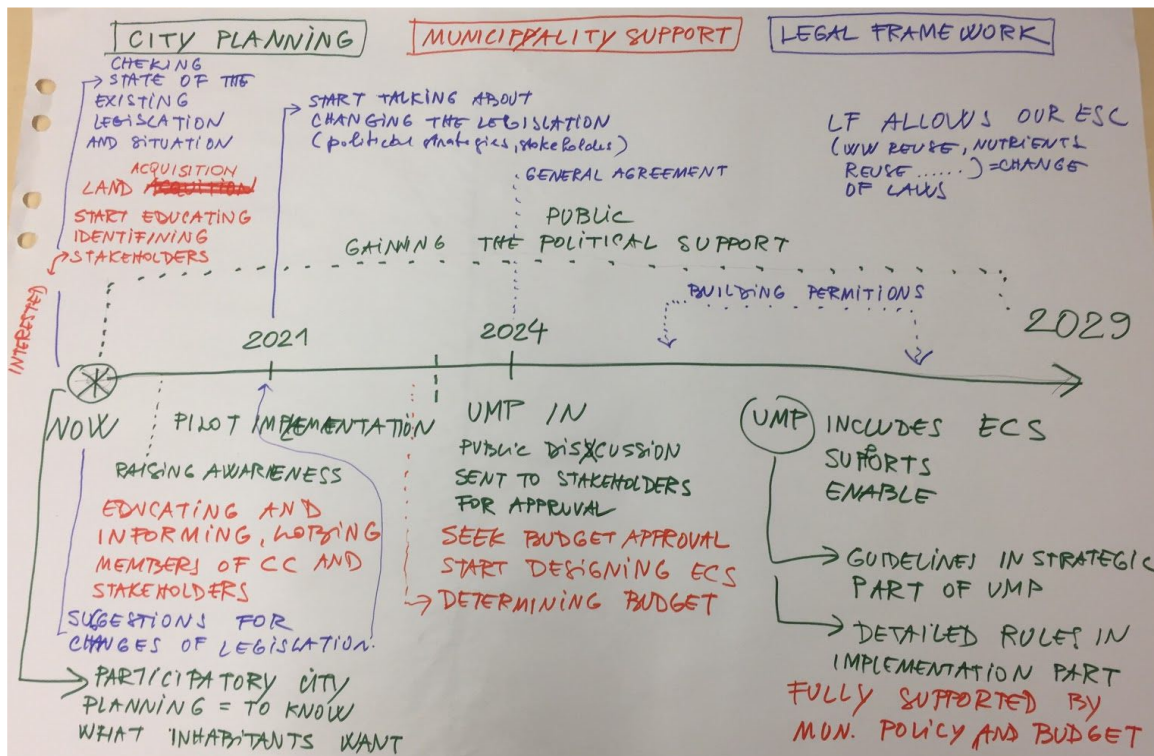 CITY PLANNING
MUNICIPALITY SUPPORT
LEGAL FRAMEWORK
CHEKING
STATE OF THE
EXISTING
LEGISLATION
AND SITUATION
ACQUISITION
LAND
START EDUCATING
IDENTIFINING
STAKEHOLDERS
INTERESTED
START TALKING ABOUT
CHANGING THE LEGISLATION
(political strategies, stakeholder)
GENERAL AGREEMENT
LF ALLOWS OUR ESC
(WW REUSE, NUTRIENTS
REUSE ......) = CHANGE
OF LAWS
PUBLIC
GAINING THE POLITICAL SUPPORT
BUILDING PERMITIONS
2021
2024
2029
NOW
PILOT IMPLEMENTATION
RAISING AWARENESS
EDUCATING AND
INFORMING, LOBING
MEMBERS OF CC AND
STAKEHOLDERS
SUGESTIONS FOR
CHANGES OF LEGISLATION.
PARTICIPATORY CITY
PLANNING = TO KNOW
WHAT INHABITANTS WANT
UMP IN
PUBLIC DISCUSSION
SENT TO STAKEHOLDERS
FOR APPRUVAL
SEEK BUDGET APPROVAL
START DESIGNING ECS
DETERMINING BUDGET
UMP INCLUDES ECS
SUPORTS
ENABLE
GUIDELINES IN STRATEGIC
PART OF UMP
DETAILED RULES IN
IMPLEMENTATION PART
FULLY SUPPORTED BY
MUN. POLICY AND BUDGET